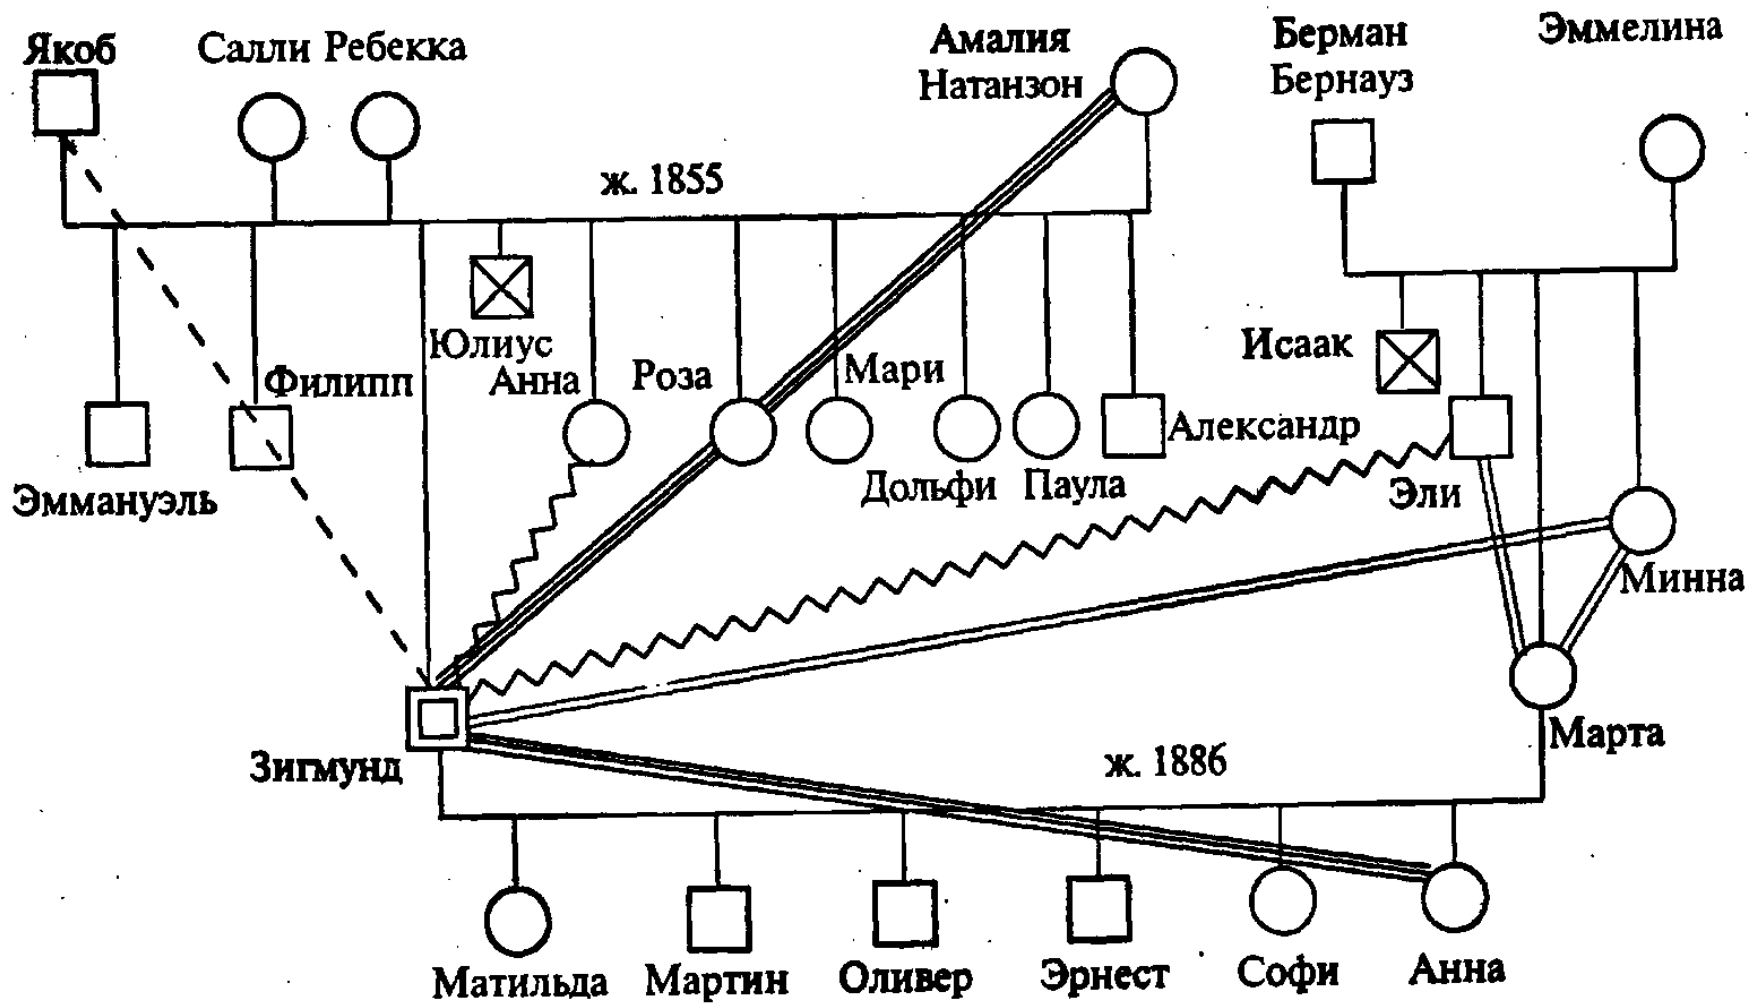 Якоб
Салли Ребекка
Амалия
Натанзон
Берман
Бернауз
Эммелина
ж. 1855
Юлиус
Исаак
Филипп
Анна
Роза
Мари
Александр
Эммануэль
Дольфи
Паула
Эли
Минна
Марта
Зигмунд
ж. 1886
Матильда
Мартин
Оливер
Эрнест
Софи
Анна